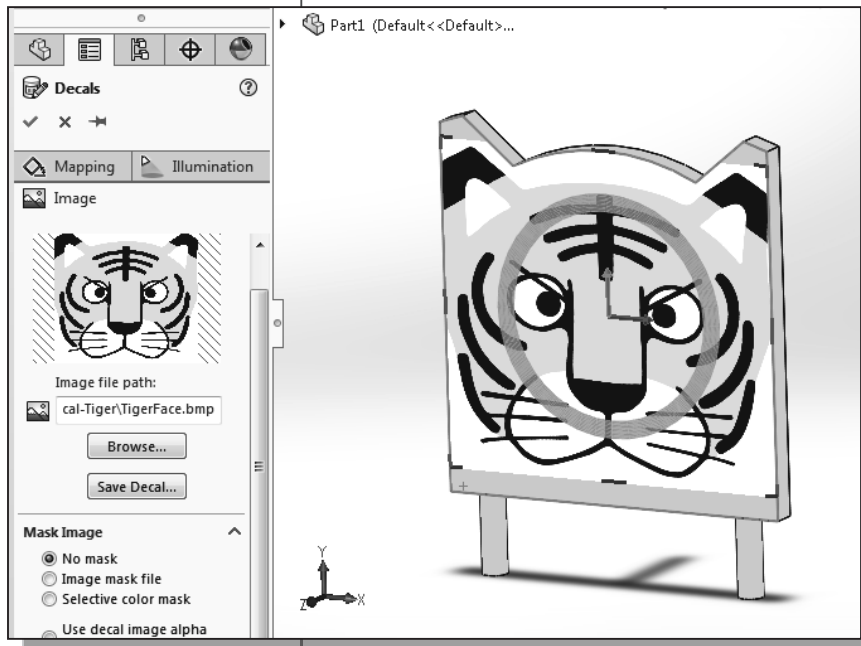 Part1 (Default<<Default>...
Decals
?
Mapping
Illumination
Image
Image file path:
cal-Tiger\TigerFace.bmp
Browse...
Save Decal...
Mask Image
No mask
Image mask file
Selective color mask
Use decal image alpha
Y
Z
X